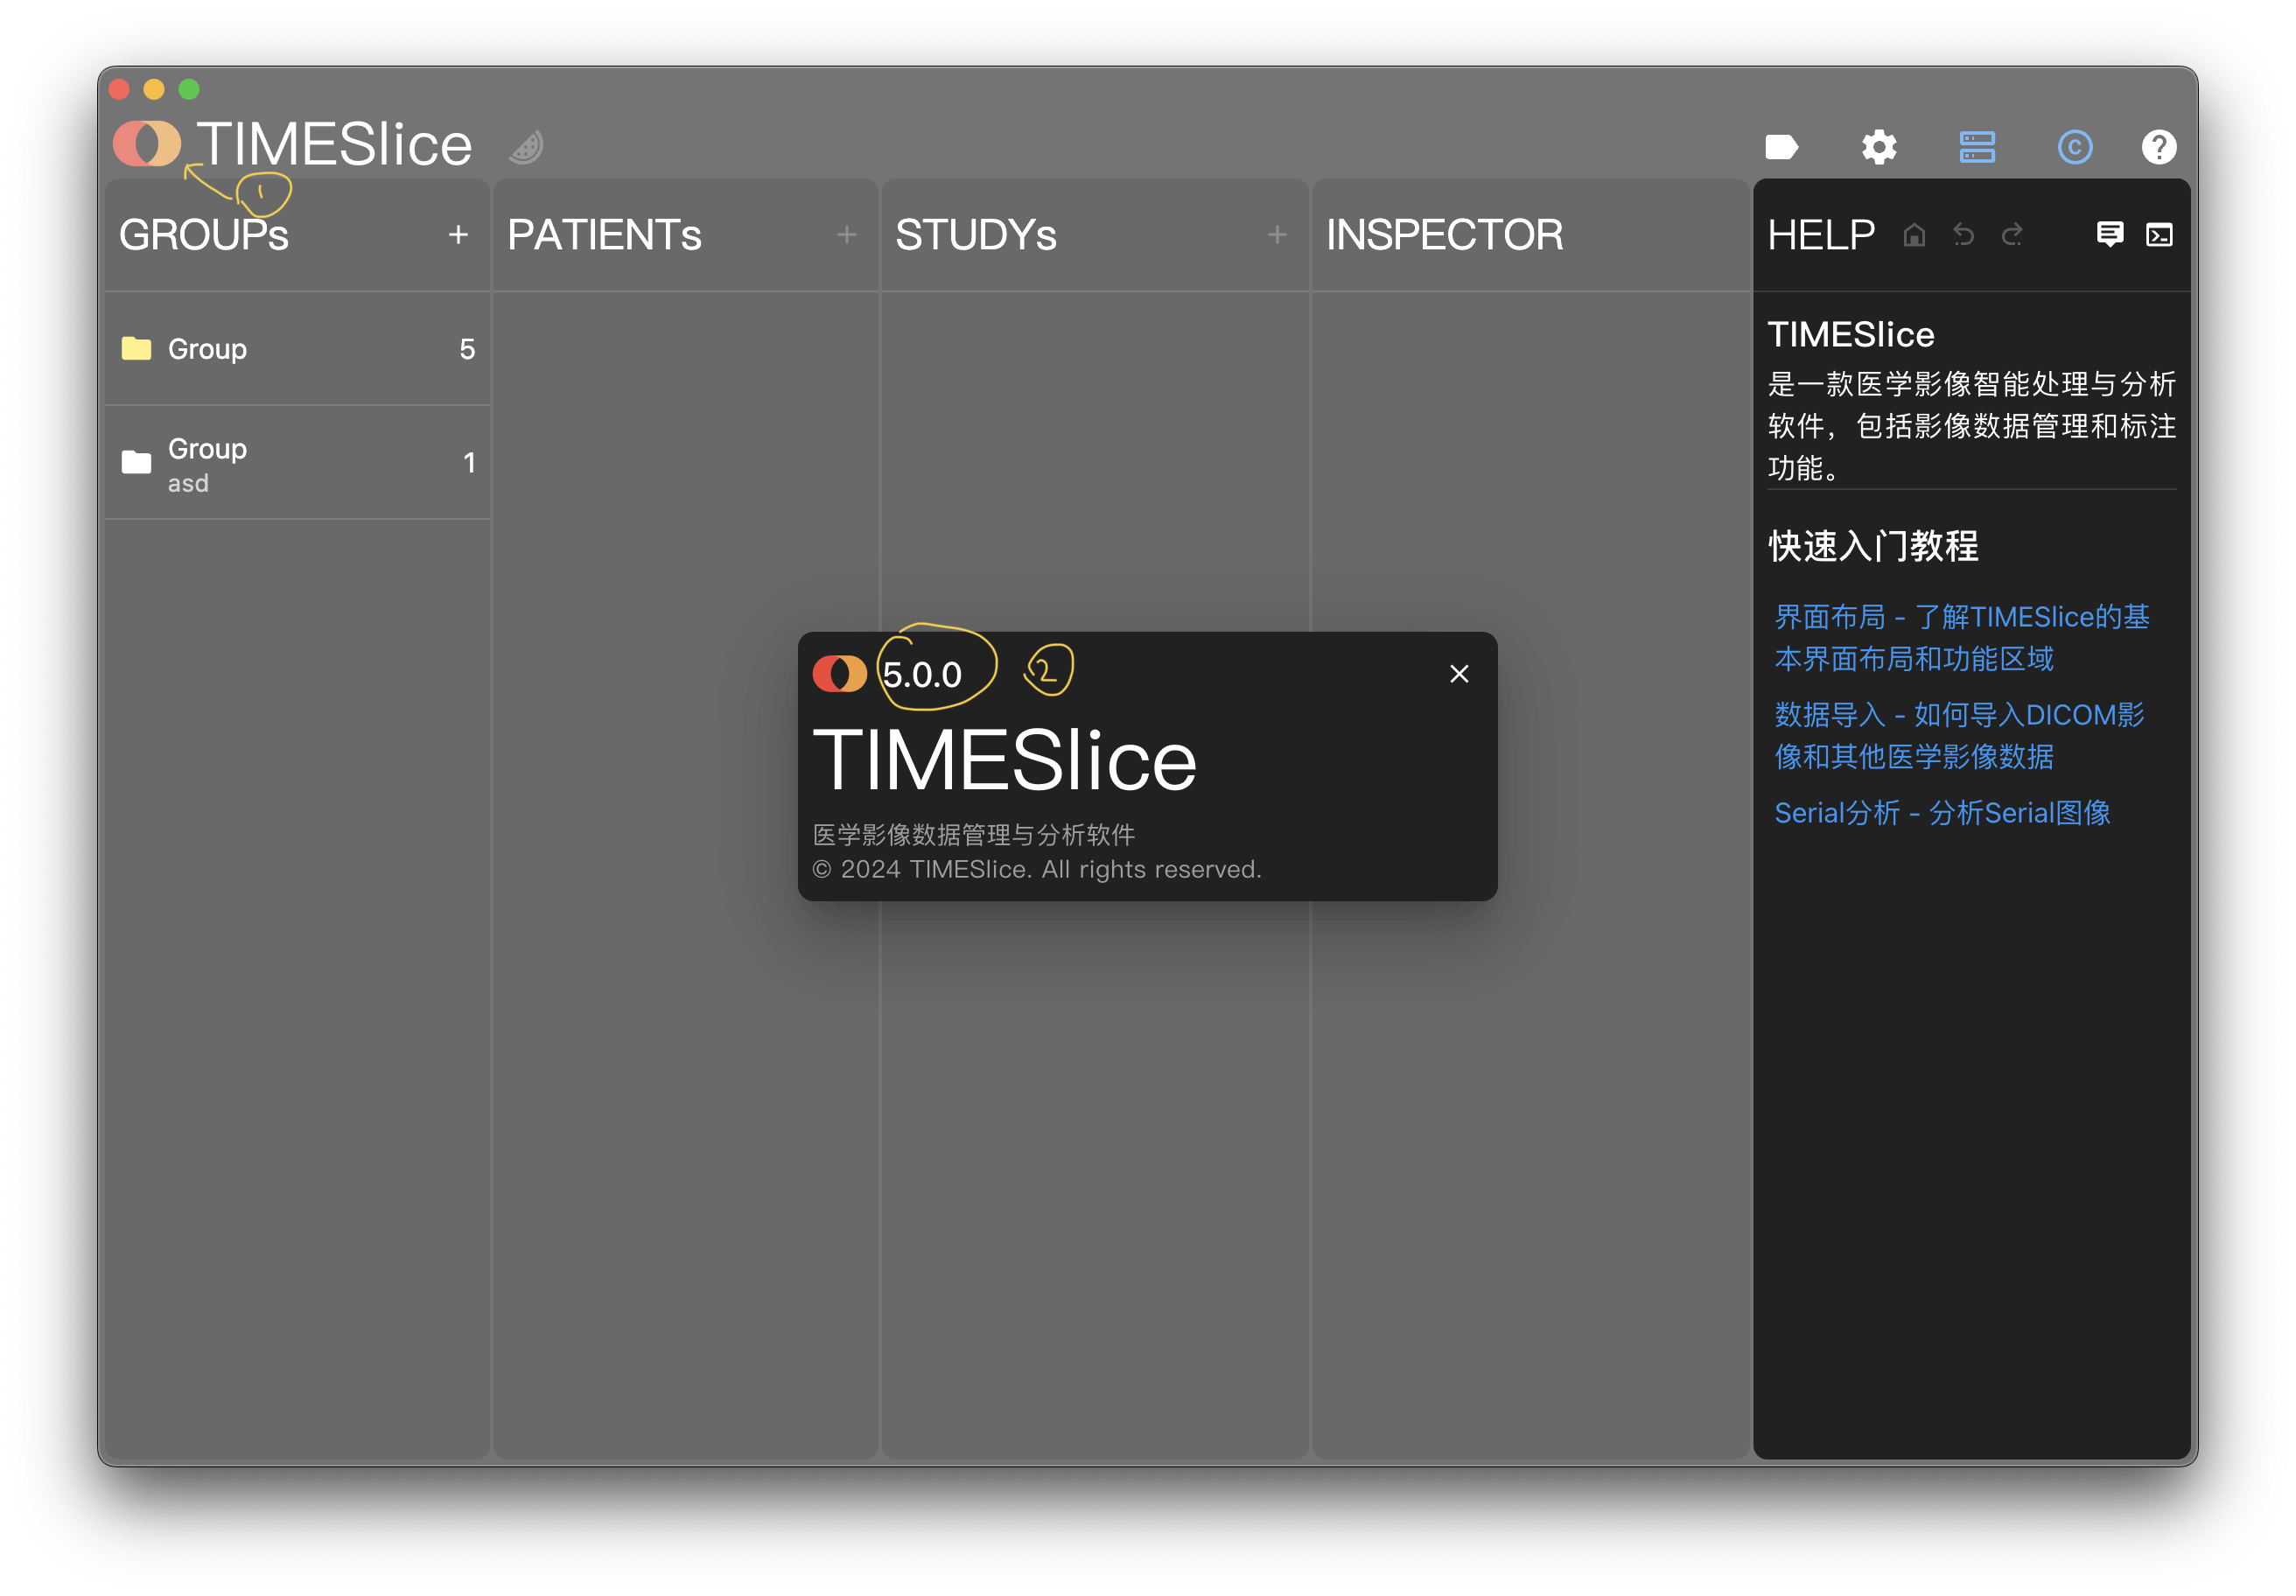 TIMESlice
1
GROUPs +
PATIENTs +
STUDYs +
INSPECTOR
HELP
Group 5
Group 1
asd
5.0.0
2
TIMESlice
医学影像数据管理与分析软件
© 2024 TIMESlice. All rights reserved.
TIMESlice
是一款医学影像智能处理与分析
软件，包括影像数据管理和标注
功能。
快速入门教程
界面布局 - 了解TIMESlice的基
本界面布局和功能区域
数据导入 - 如何导入DICOM影
像和其他医学影像数据
Serial分析 - 分析Serial图像